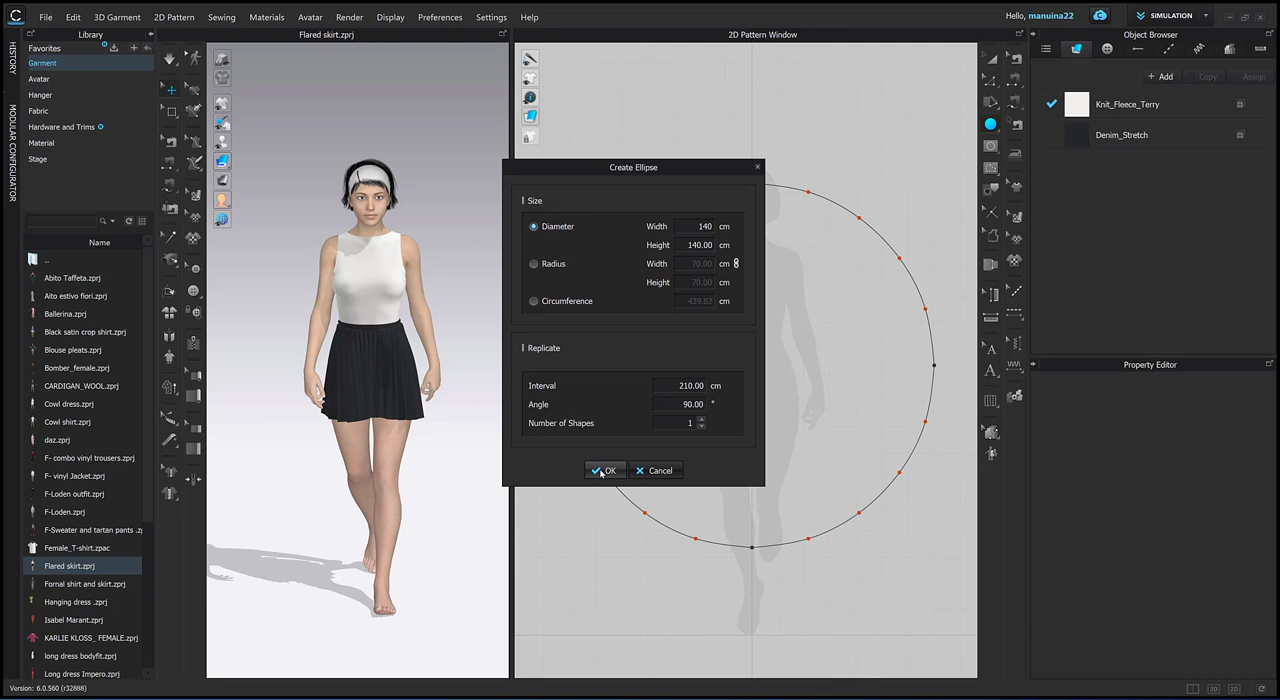 File Edit 3D Garment 2D Pattern Sewing Materials Avatar Render Display Preferences Settings Help
Hello, manuina22
SIMULATION
Library
Flared skirt.zprj
2D Pattern Window
Object Browser
HISTORY
MODULAR CONFIGURATOR
Favorites
Garment
Avatar
Hanger
Fabric
Hardware and Trims
Material
Stage
Name
..
Abito Taffeta.zprj
Aito estivo fiori.zprj
Ballerina.zprj
Black satin crop shirt.zprj
Blouse pleats.zprj
Bomber_female.zprj
CARDIGAN_WOOL.zprj
Cowl dress.zprj
Cowl shirt.zprj
daz.zprj
F- combo vinyl trousers.zprj
F- vinyl Jacket.zprj
F-Loden outfit.zprj
F-Loden.zprj
F-Sweater and tartan pants .z
Female_T-shirt.zpac
Flared skirt.zprj
Fornal shirt and skirt.zprj
Hanging dress .zprj
Isabel Marant.zprj
KARLIE KLOSS_ FEMALE.zprj
long dress bodyfit.zprj
Long dress Impero.zprj
Create Ellipse
Size
Diameter Width 140 cm
Height 140.00 cm
Radius Width 70.00 cm
Height 70.00 cm
Circumference 439.82 cm
Replicate
Interval 210.00 cm
Angle 90.00 °
Number of Shapes 1
OK Cancel
+ Add Copy Assign
Knit_Fleece_Terry
Denim_Stretch
Property Editor
Version: 6.0.560 (r32888)
3D 2D